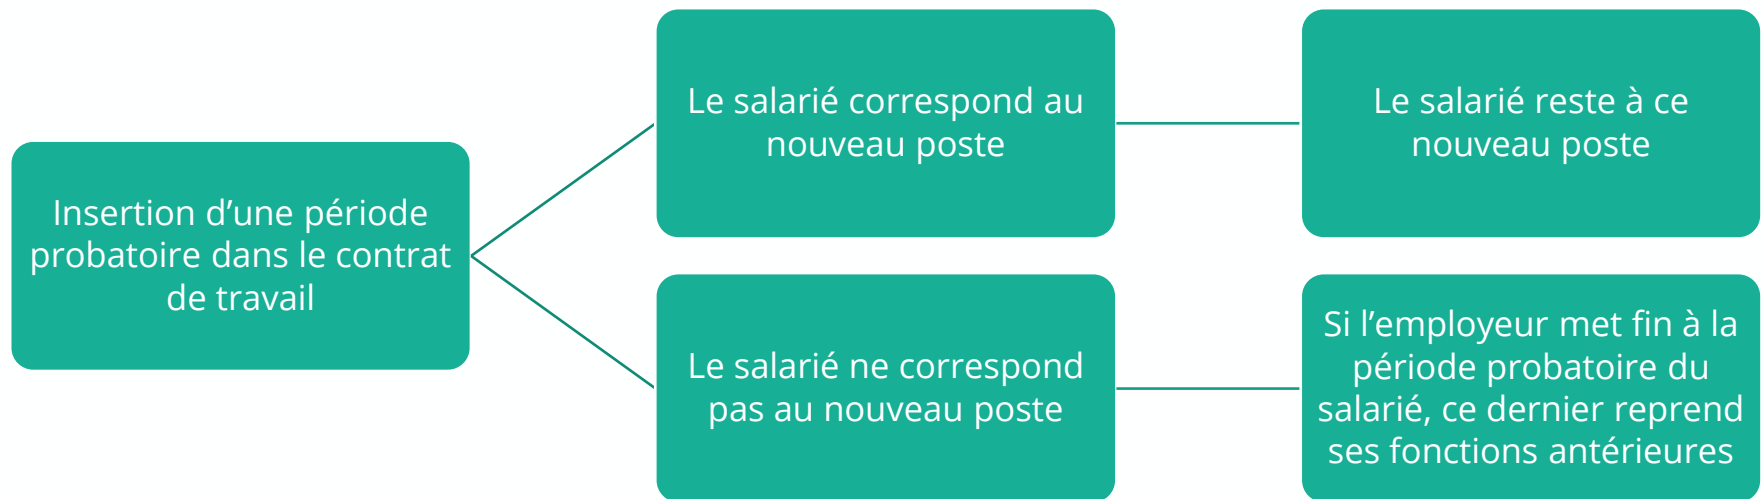 Insertion d’une période
probatoire dans le contrat
de travail
Le salarié correspond au
nouveau poste
Le salarié reste à ce
nouveau poste
Le salarié ne correspond
pas au nouveau poste
Si l’employeur met fin à la
période probatoire du
salarié, ce dernier reprend
ses fonctions antérieures